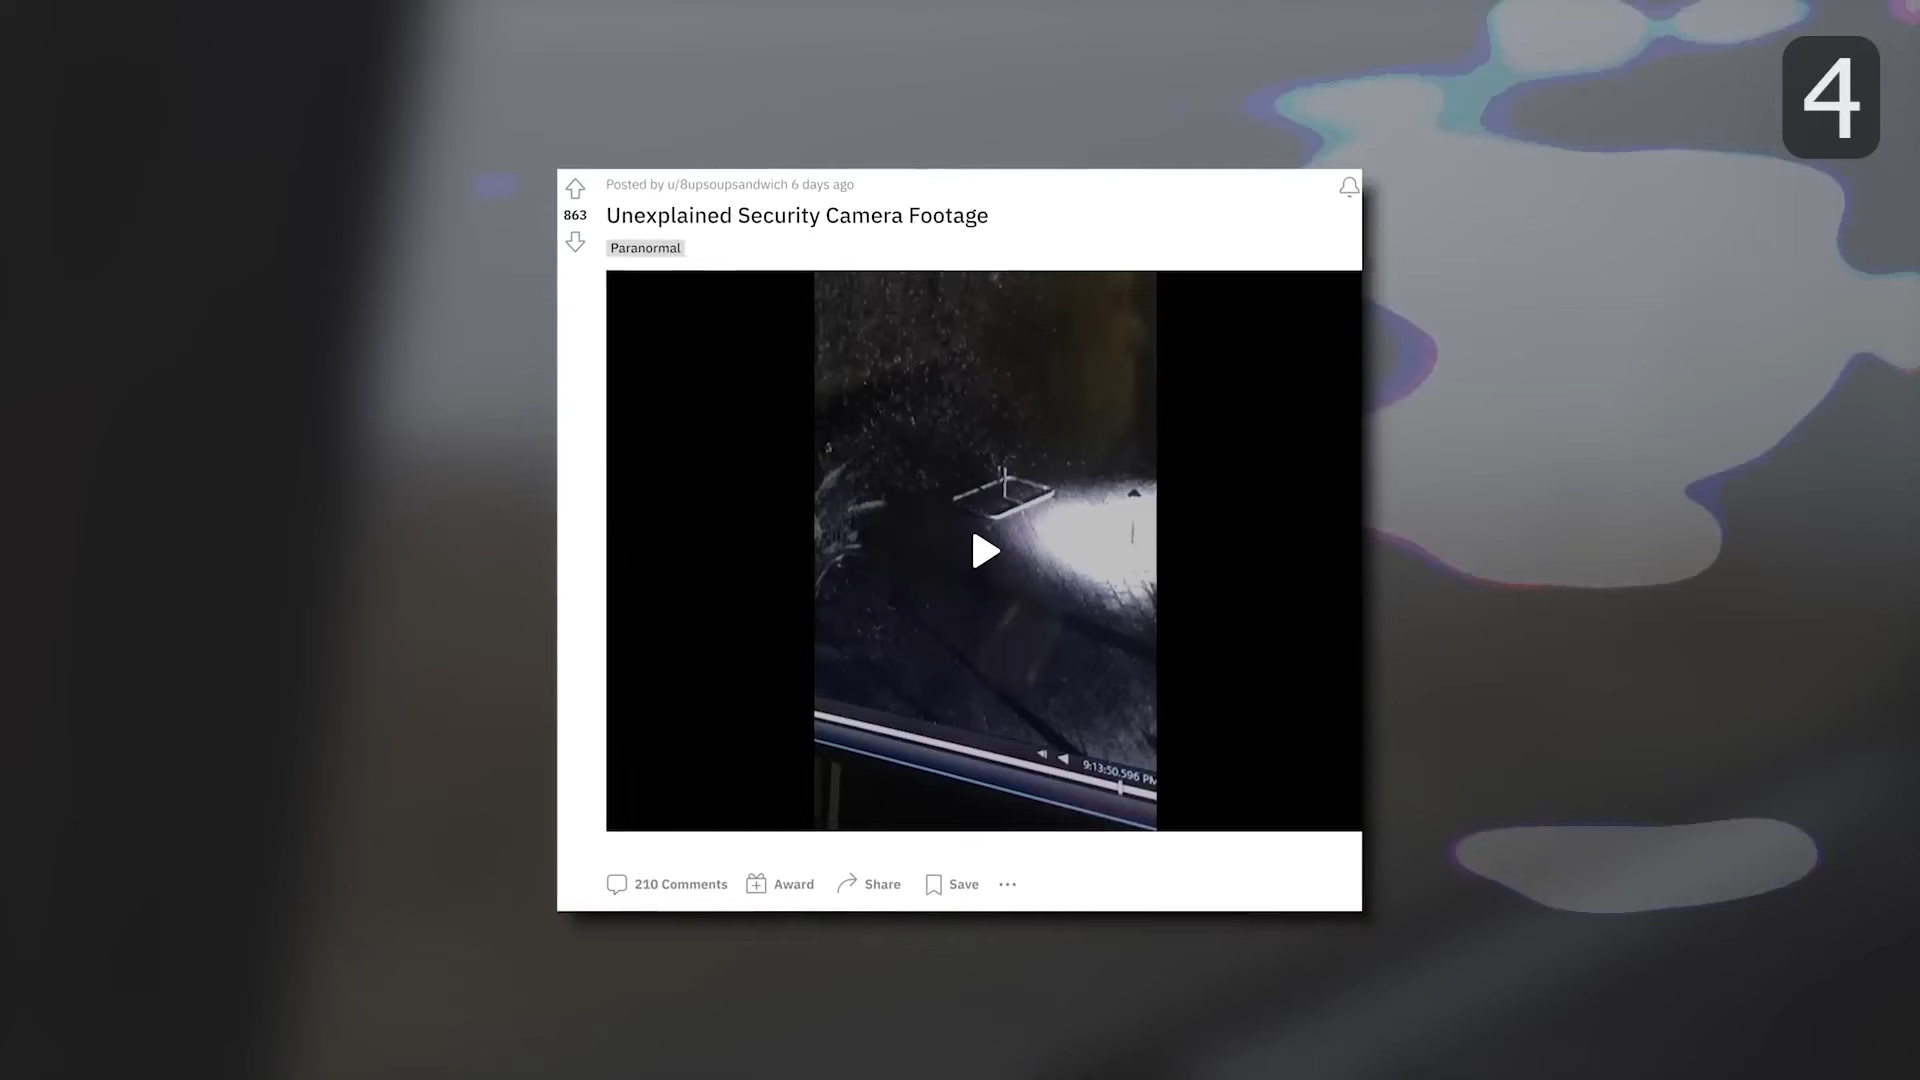 4
Posted by u/8upsoupsandwich 6 days ago
863
Unexplained Security Camera Footage
Paranormal
9:13:50.596 PM
210 Comments Award Share Save